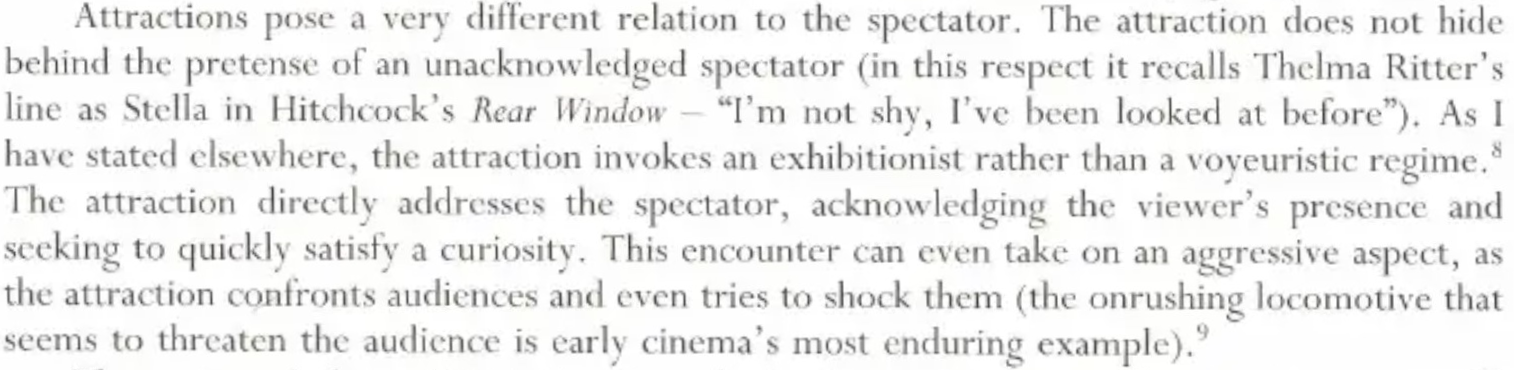 Attractions pose a very different relation to the spectator. The attraction does not hide
behind the pretense of an unacknowledged spectator (in this respect it recalls Thelma Ritter's
line as Stella in Hitchcock's Rear Window – “I'm not shy, I've been looked at before”). As I
have stated elsewhere, the attraction invokes an exhibitionist rather than a voyeuristic regime.⁸
The attraction directly addresses the spectator, acknowledging the viewer's presence and
seeking to quickly satisfy a curiosity. This encounter can even take on an aggressive aspect, as
the attraction confronts audiences and even tries to shock them (the onrushing locomotive that
seems to threaten the audience is early cinema's most enduring example).⁹